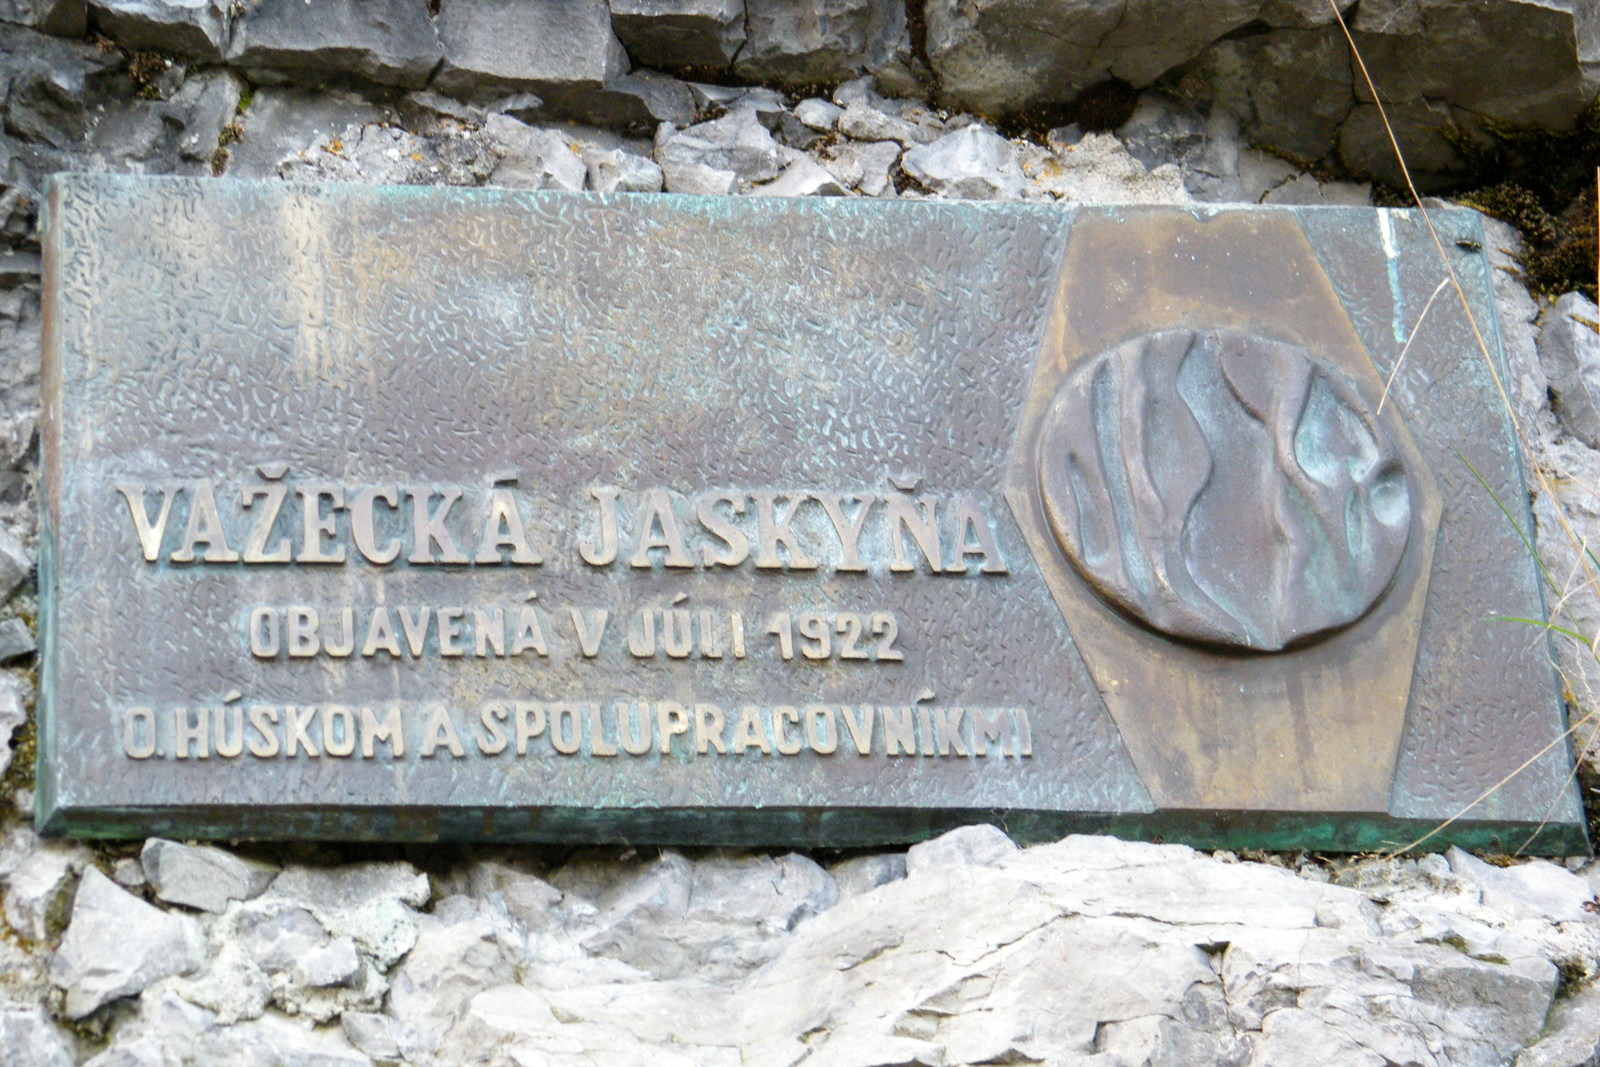 VAŽECKÁ JASKYŇA
OBJAVENÁ V JÚLI 1922
O. HÚSKOM A SPOLUPRACOVNÍKMI